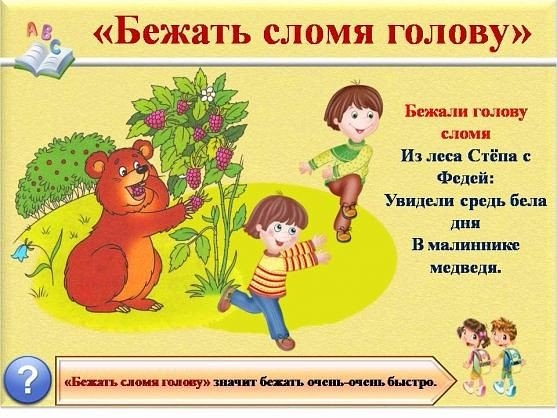 ABC
«Бежать сломя голову»
Бежали голову
сломя
Из леса Стёпа с
Федей:
Увидели средь бела
дня
В малиннике
медведя.
?
«Бежать сломя голову» значит бежать очень-очень быстро.